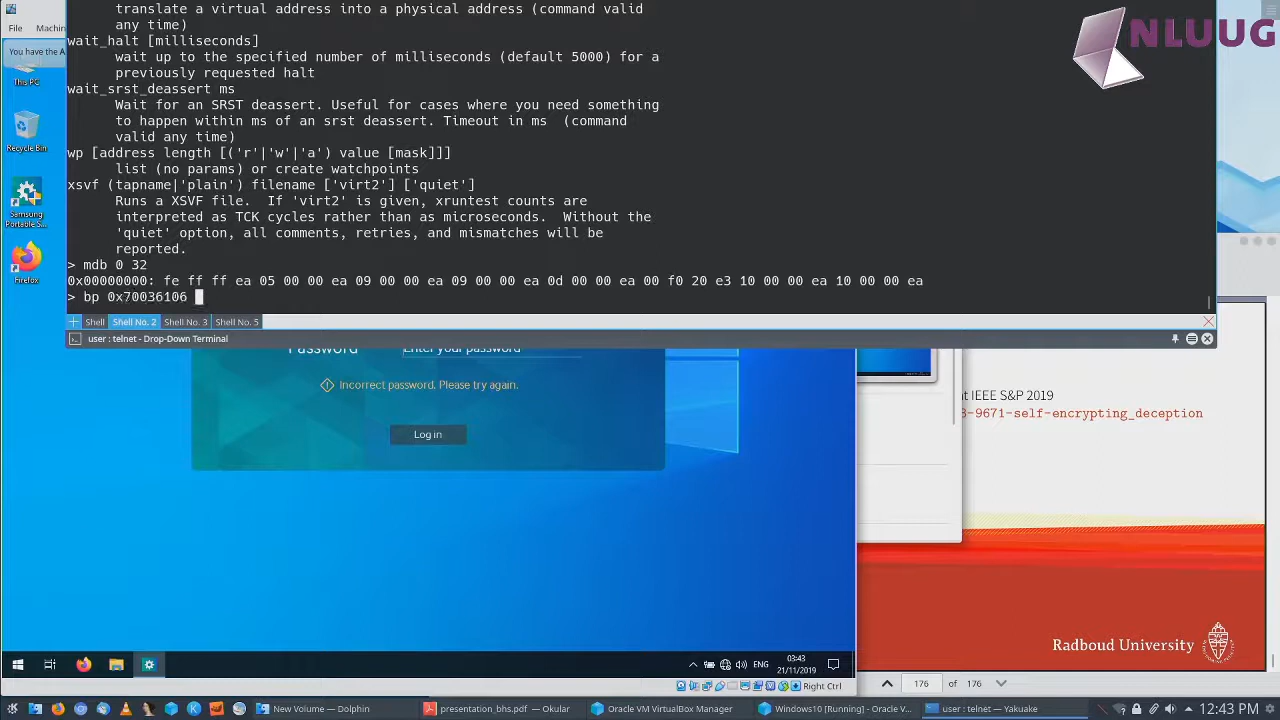 translate a virtual address into a physical address (command valid
any time)
wait_halt [milliseconds]
wait up to the specified number of milliseconds (default 5000) for a
previously requested halt
wait_srst_deassert ms
Wait for an SRST deassert. Useful for cases where you need something
to happen within ms of an srst deassert. Timeout in ms  (command
valid any time)
wp [address length [('r'|'w'|'a') value [mask]]]
list (no params) or create watchpoints
xsvf (tapname|'plain') filename ['virt2'] ['quiet']
Runs a XSVF file.  If 'virt2' is given, xruntest counts are
interpreted as TCK cycles rather than as microseconds.  Without the
'quiet' option, all comments, retries, and mismatches will be
reported.
> mdb 0 32
0x00000000: fe ff ff ea 05 00 00 ea 09 00 00 ea 09 00 00 ea 0d 00 00 ea 00 f0 20 e3 10 00 00 ea 10 00 00 ea
> bp 0x70036106
Shell
Shell No. 2
Shell No. 3
Shell No. 5
user : telnet - Drop-Down Terminal
NLUUG
File
Machin
You have the A
This PC
Recycle Bin
Samsung
Portable S...
Firefox
Password
Enter your password
Incorrect password. Please try again.
Log in
at IEEE S&P 2019
3-9671-self-encrypting_deception
Radboud University
ENG
03:43
21/11/2019
Right Ctrl
176 of 176
New Volume — Dolphin
presentation_bhs.pdf — Okular
Oracle VM VirtualBox Manager
Windows10 [Running] — Oracle V...
user : telnet — Yakuake
12:43 PM